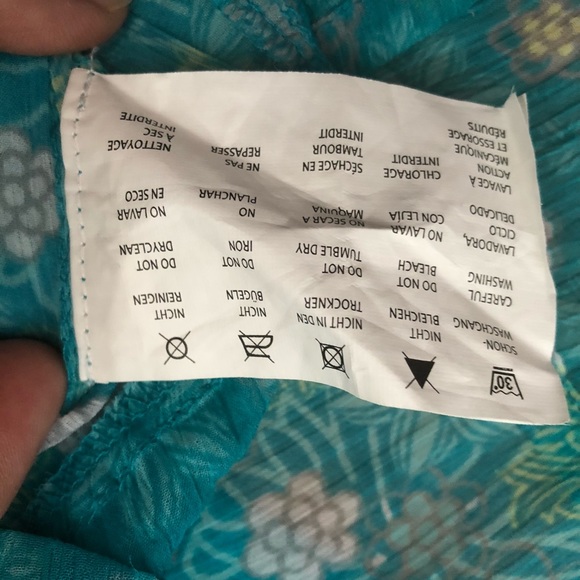 30°
SCHON-
WASCHGANG
CAREFUL
WASHING
LAVADORA,
CICLO
DELICADO
LAVAGE À
ACTION
MÉCANIQUE
ET ESSORAGE
RÉDUITS
NICHT
BLEICHEN
DO NOT
BLEACH
NO LAVAR
CON LEJÍA
CHLORAGE
INTERDIT
NICHT IN DEN
TROCKNER
DO NOT
TUMBLE DRY
NO SECAR A
MAQUINA
SÉCHAGE EN
TAMBOUR
INTERDIT
NICHT
BÜGELN
DO NOT
IRON
NO
PLANCHAR
NE PAS
REPASSER
NICHT
REINIGEN
DO NOT
DRYCLEAN
NO LAVAR
EN SECO
NETTOYAGE
A SEC
INTERDITE